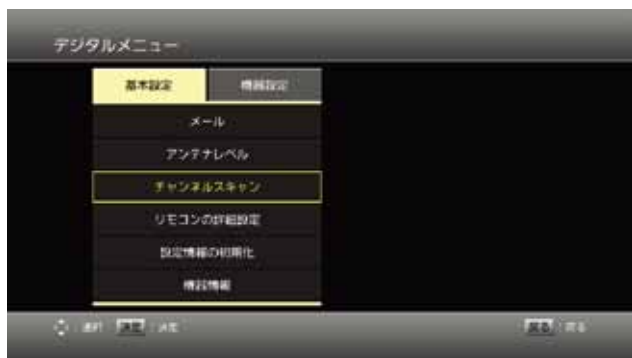 デジタルメニュー
基本設定 機器設定
メール
アンテナレベル
チャンネルスキャン
リモコンの詳細設定
設定情報の初期化
機器情報
:選択 決定:決定 戻る:戻る